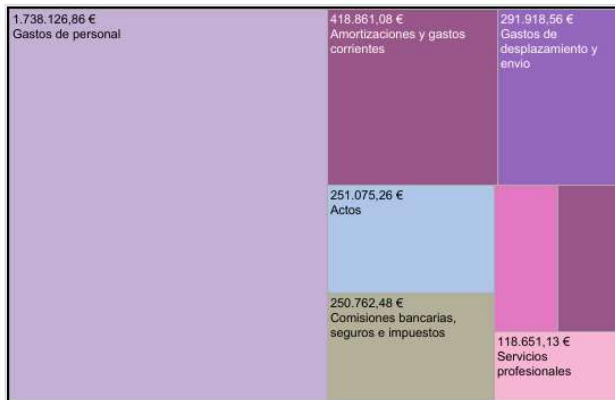 1.738.126,86 €
Gastos de personal
418.861,08 €
Amortizaciones y gastos
corrientes
291.918,56 €
Gastos de
desplazamiento y
envio
251.075,26 €
Actos
250.762,48 €
Comisiones bancarias,
seguros e impuestos
118.651,13 €
Servicios
profesionales